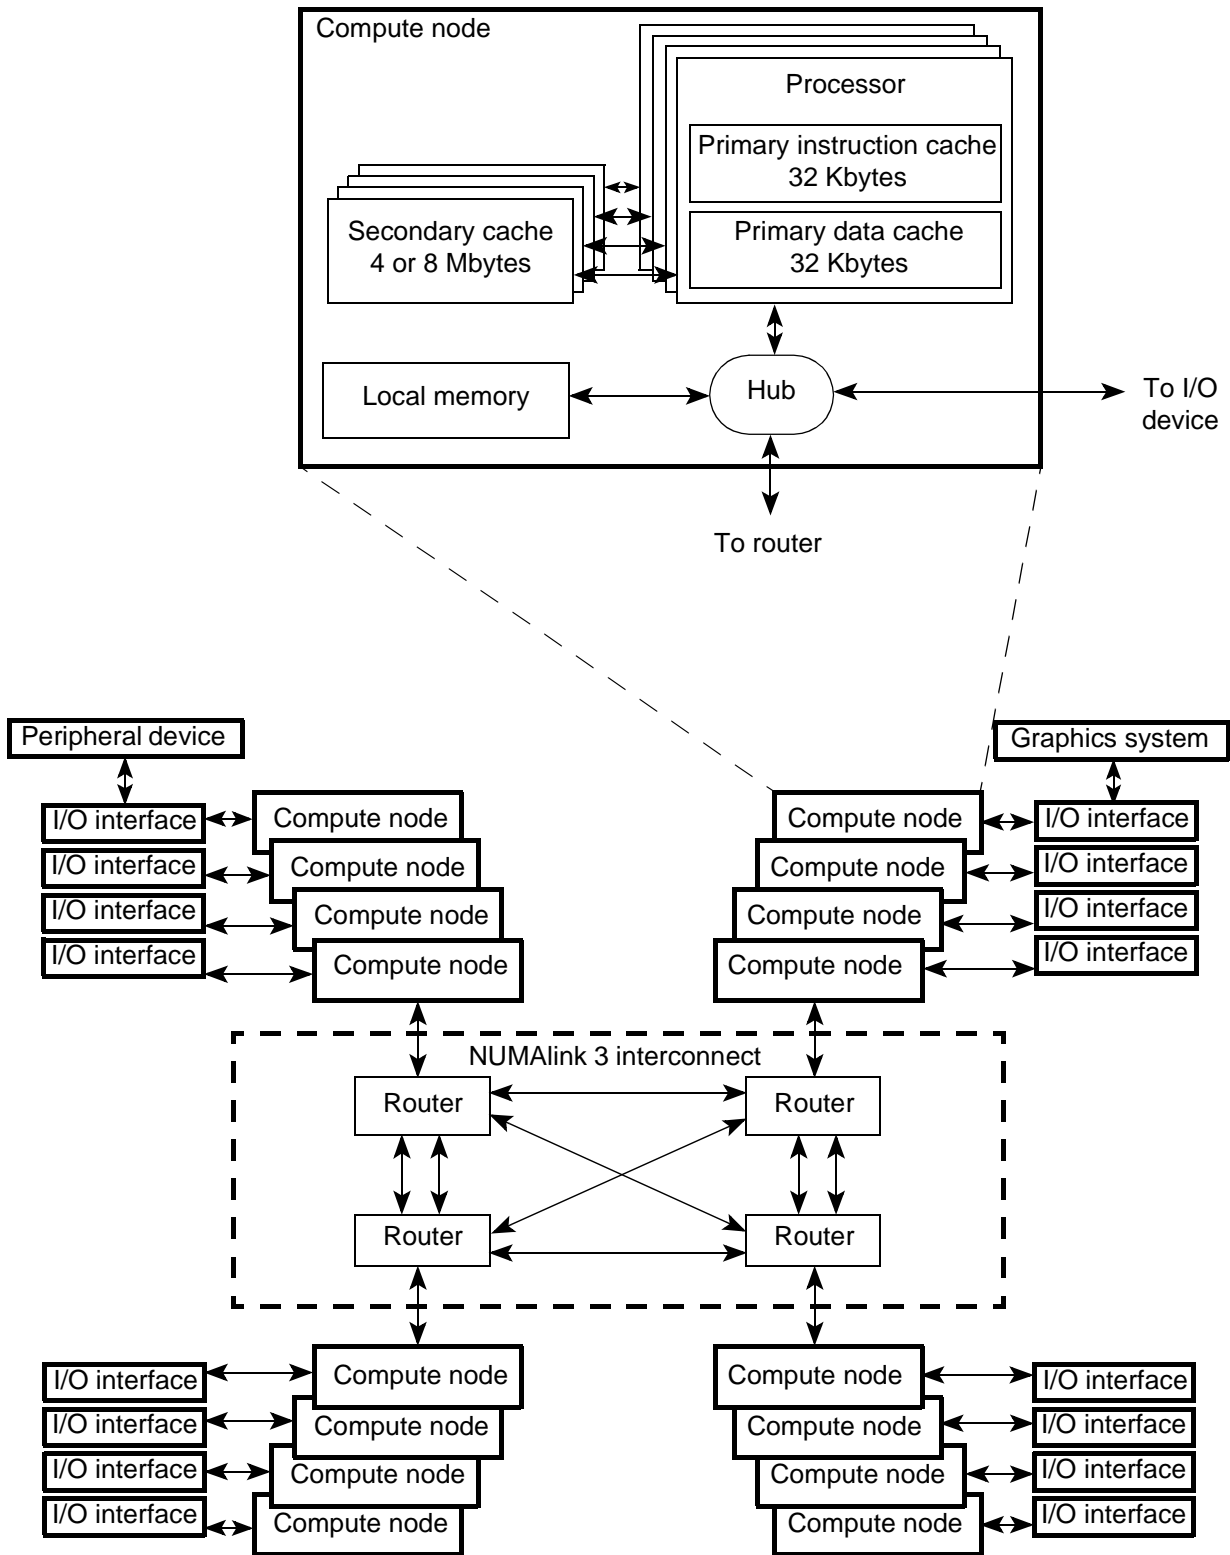 Compute node
Processor
Primary instruction cache
32 Kbytes
Secondary cache
4 or 8 Mbytes
Primary data cache
32 Kbytes
Local memory
Hub
To I/O
device
To router
Peripheral device
Graphics system
I/O interface
Compute node
Compute node
I/O interface
I/O interface
Compute node
Compute node
I/O interface
I/O interface
Compute node
Compute node
I/O interface
I/O interface
Compute node
Compute node
I/O interface
NUMAlink 3 interconnect
Router
Router
Router
Router
I/O interface
Compute node
Compute node
I/O interface
I/O interface
Compute node
Compute node
I/O interface
I/O interface
Compute node
Compute node
I/O interface
I/O interface
Compute node
Compute node
I/O interface